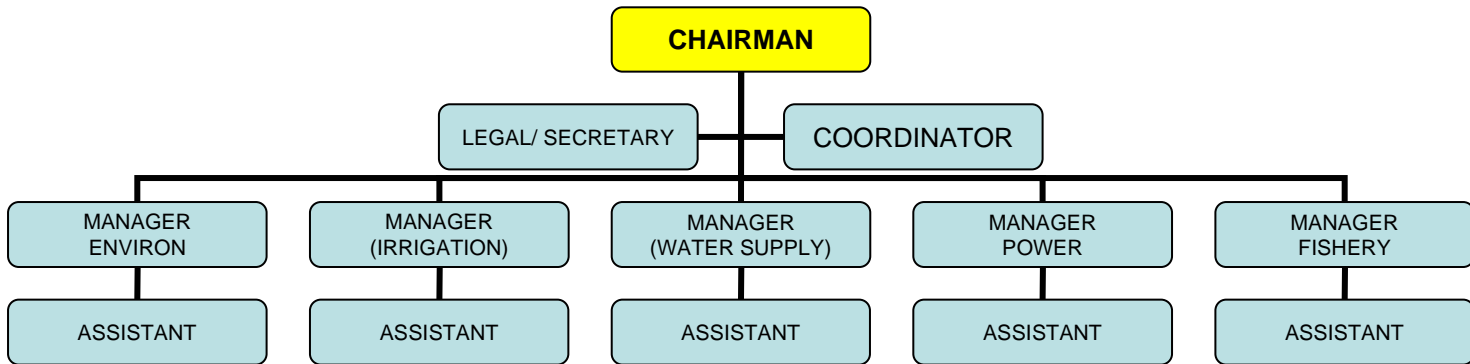 CHAIRMAN
LEGAL/ SECRETARY
COORDINATOR
MANAGER
ENVIRON
MANAGER
(IRRIGATION)
MANAGER
(WATER SUPPLY)
MANAGER
POWER
MANAGER
FISHERY
ASSISTANT
ASSISTANT
ASSISTANT
ASSISTANT
ASSISTANT